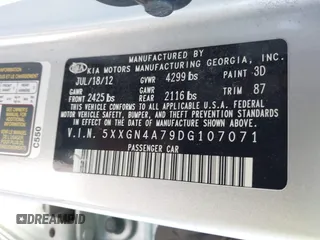 KIA
MANUFACTURED BY
KIA MOTORS MANUFACTURING GEORGIA, INC.
JUL/18/12 GVWR 4299 lbs PAINT 3D
GAWR GAWR
FRONT 2425 lbs REAR 2116 lbs TRIM 87
THIS VEHICLE CONFORMS TO ALL APPLICABLE U.S.A. FEDERAL
MOTOR VEHICLE SAFETY, BUMPER, AND THEFT PREVENTION
STANDARDS IN EFFECT ON THE DATE OF MANUFACTURE SHOWN ABOVE.
V.I.N. 5XXGN4A79DG107071
PASSENGER CAR
C550
DREAMBID